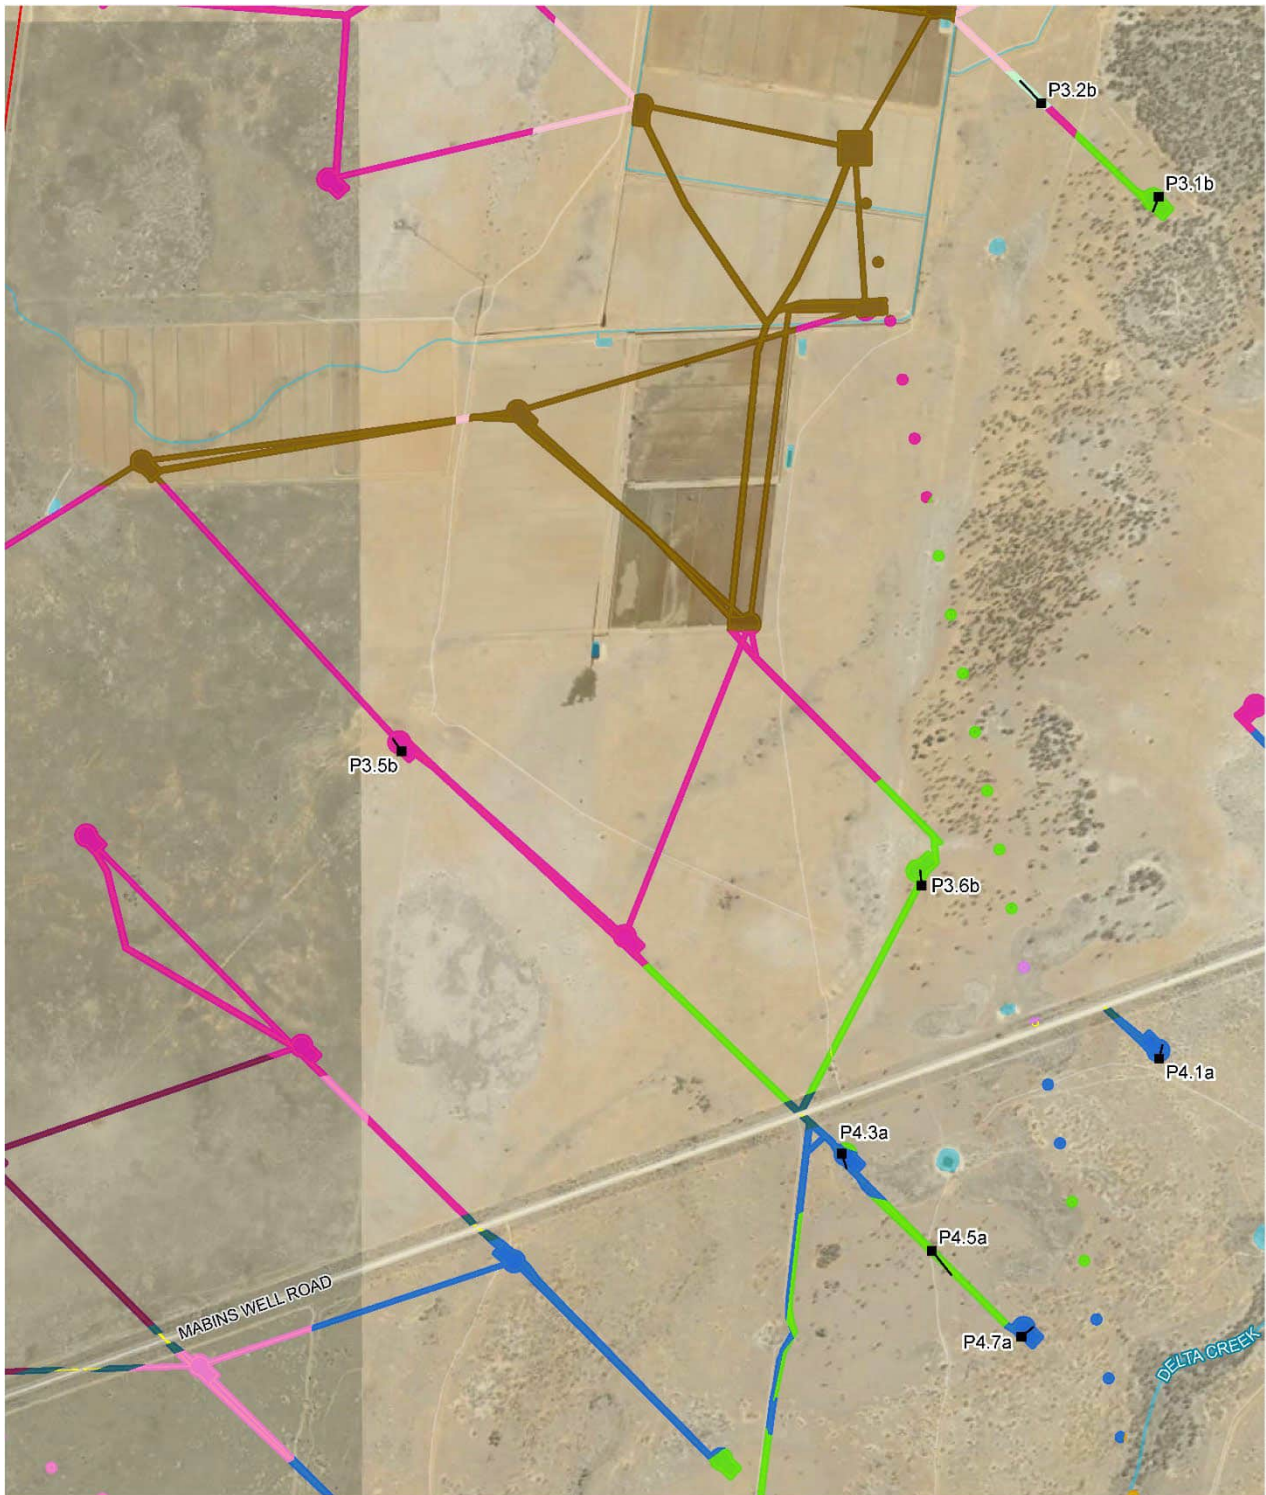 P3.2b
P3.1b
P3.5b
P3.6b
P4.1a
P4.3a
P4.5a
MABINS WELL ROAD
P4.7a
DELTA CREEK